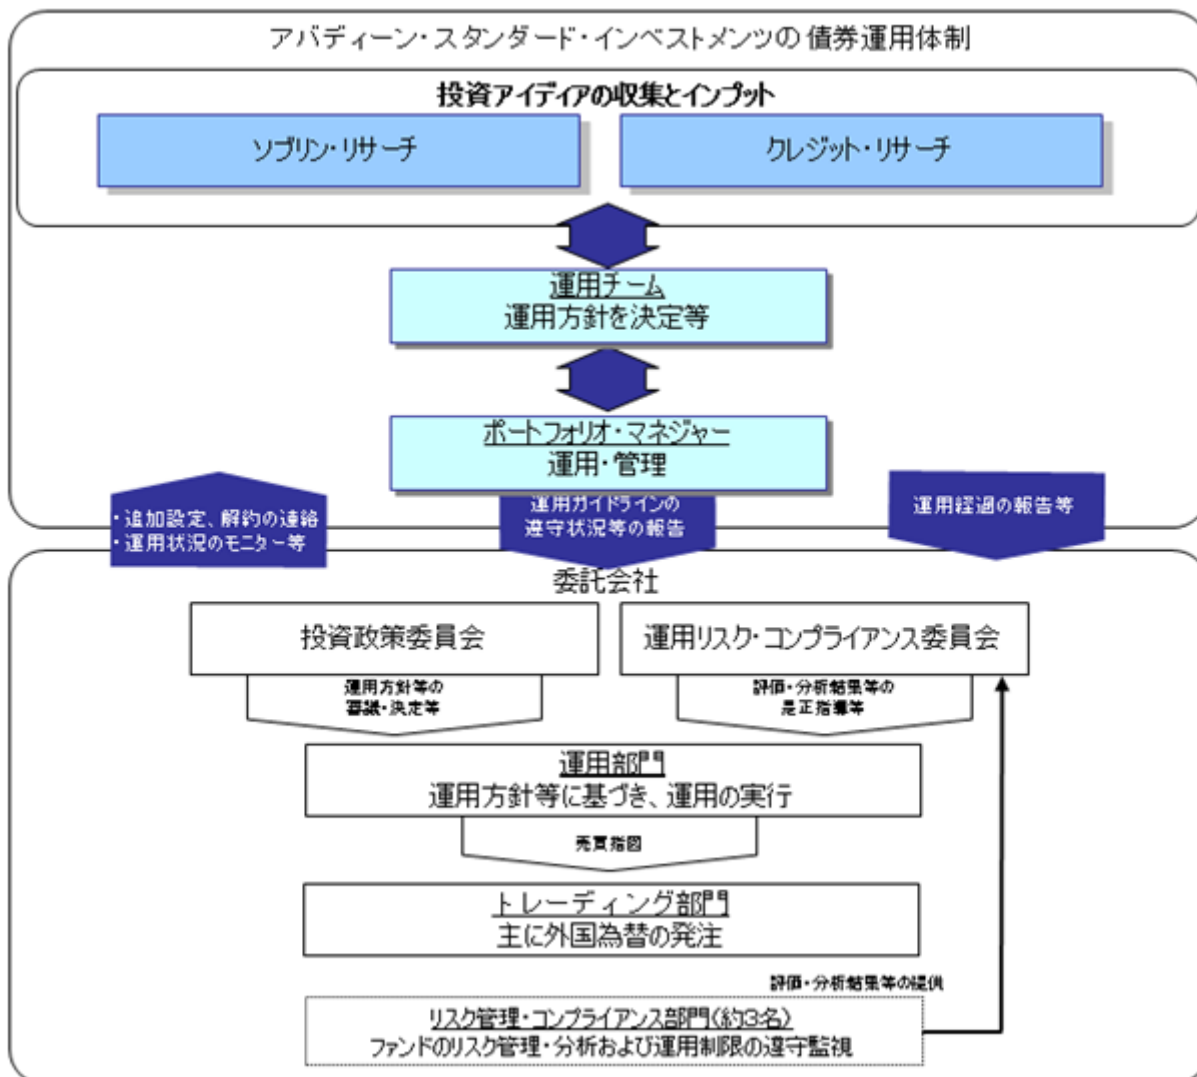 アバディーン・スタンダード・インベストメンツの債券運用体制
投資アイディアの収集とインプット
ソブリン・リサーチ
クレジット・リサーチ
運用チーム
運用方針を決定等
ポートフォリオ・マネジャー
運用・管理
・追加設定、解約の連絡
・運用状況のモニター等
運用ガイドラインの
遵守状況等の報告
運用経過の報告等
委託会社
投資政策委員会
運用リスク・コンプライアンス委員会
運用方針等の
審議・決定等
評価・分析結果等の
是正指導等
運用部門
運用方針等に基づき、運用の実行
売買指図
トレーディング部門
主に外国為替の発注
評価・分析結果等の提供
リスク管理・コンプライアンス部門(約3名)
ファンドのリスク管理・分析および運用制限の遵守監視